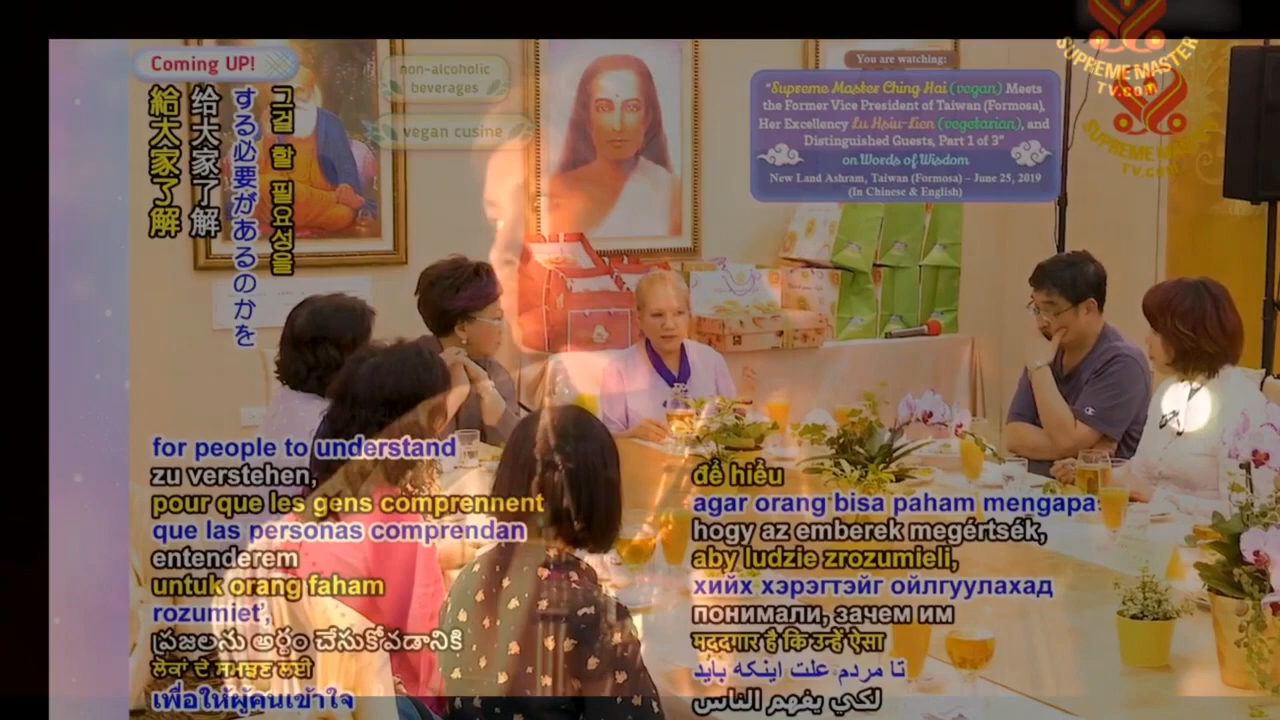 Coming UP!
non-alcoholic
beverages
vegan cusine
You are watching:
"Supreme Master Ching Hai (vegan) Meets
the Former Vice President of Taiwan (Formosa),
Her Excellency Lu Hsiu-Lien (vegetarian), and
Distinguished Guests, Part 1 of 3"
on Words of Wisdom
New Land Ashram, Taiwan (Formosa) – June 25, 2019
(In Chinese & English)
SUPREME MASTER
TV.com
SUPREME MASTER
TV.com
그걸 할 필요성을
する必要があるのかを
给大家了解
給大家了解
for people to understand
zu verstehen,
pour que les gens comprennent
que las personas comprendan
entenderem
untuk orang faham
rozumieť,
ప్రజలను అర్థం చేసుకోవడానికి
ਲੋਕਾਂ ਦੇ ਸਮਝਣ ਲਈ
เพื่อให้ผู้คนเข้าใจ
để hiểu
agar orang bisa paham mengapa
hogy az emberek megértsék,
aby ludzie zrozumieli,
хийх хэрэгтэйг ойлгуулахад
понимали, зачем им
मददगार है कि उन्हें ऐसा
تا مردم علت اینکه باید
لكي يفهم الناس